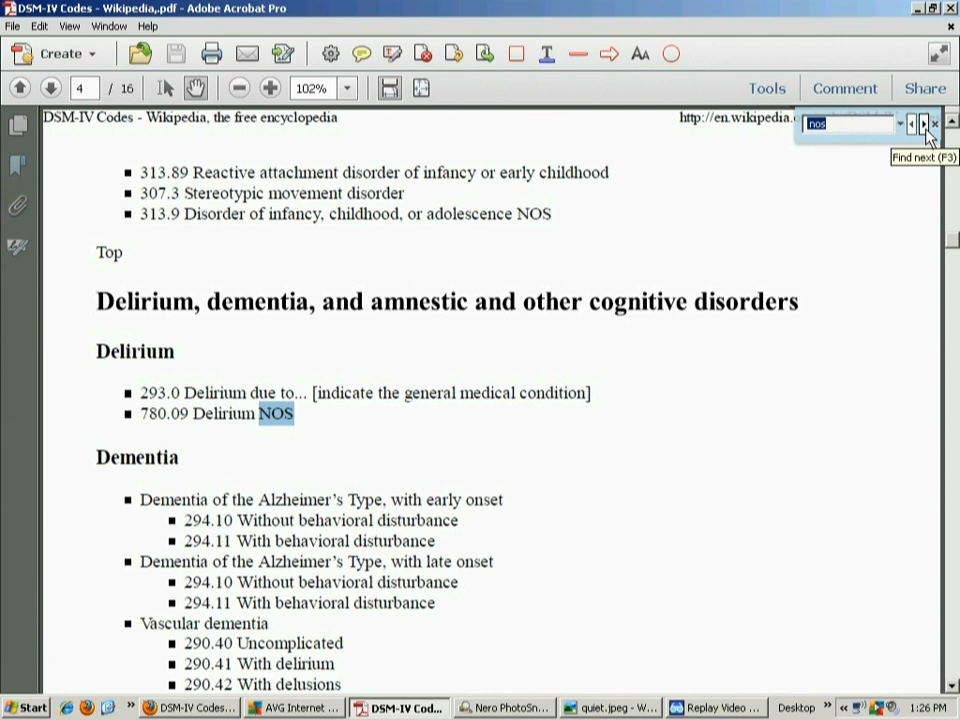 DSM-IV Codes - Wikipedia,.pdf - Adobe Acrobat Pro
File Edit View Window Help
Create
4 / 16 102% Tools Comment Share
DSM-IV Codes - Wikipedia, the free encyclopedia http://en.wikipedia. nos
Find next (F3)
313.89 Reactive attachment disorder of infancy or early childhood
307.3 Stereotypic movement disorder
313.9 Disorder of infancy, childhood, or adolescence NOS
Top
Delirium, dementia, and amnestic and other cognitive disorders
Delirium
293.0 Delirium due to... [indicate the general medical condition]
780.09 Delirium NOS
Dementia
Dementia of the Alzheimer's Type, with early onset
294.10 Without behavioral disturbance
294.11 With behavioral disturbance
Dementia of the Alzheimer's Type, with late onset
294.10 Without behavioral disturbance
294.11 With behavioral disturbance
Vascular dementia
290.40 Uncomplicated
290.41 With delirium
290.42 With delusions
Start DSM-IV Codes... AVG Internet ... DSM-IV Cod... Nero PhotoSn... quiet.jpeg - W... Replay Video ... Desktop 1:26 PM